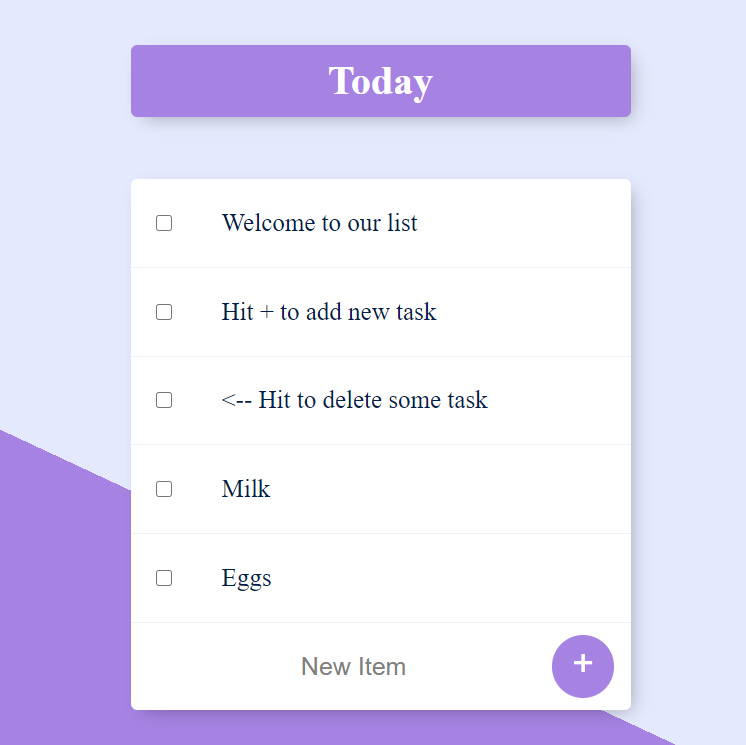 Today
Welcome to our list
Hit + to add new task
<-- Hit to delete some task
Milk
Eggs
New Item
+